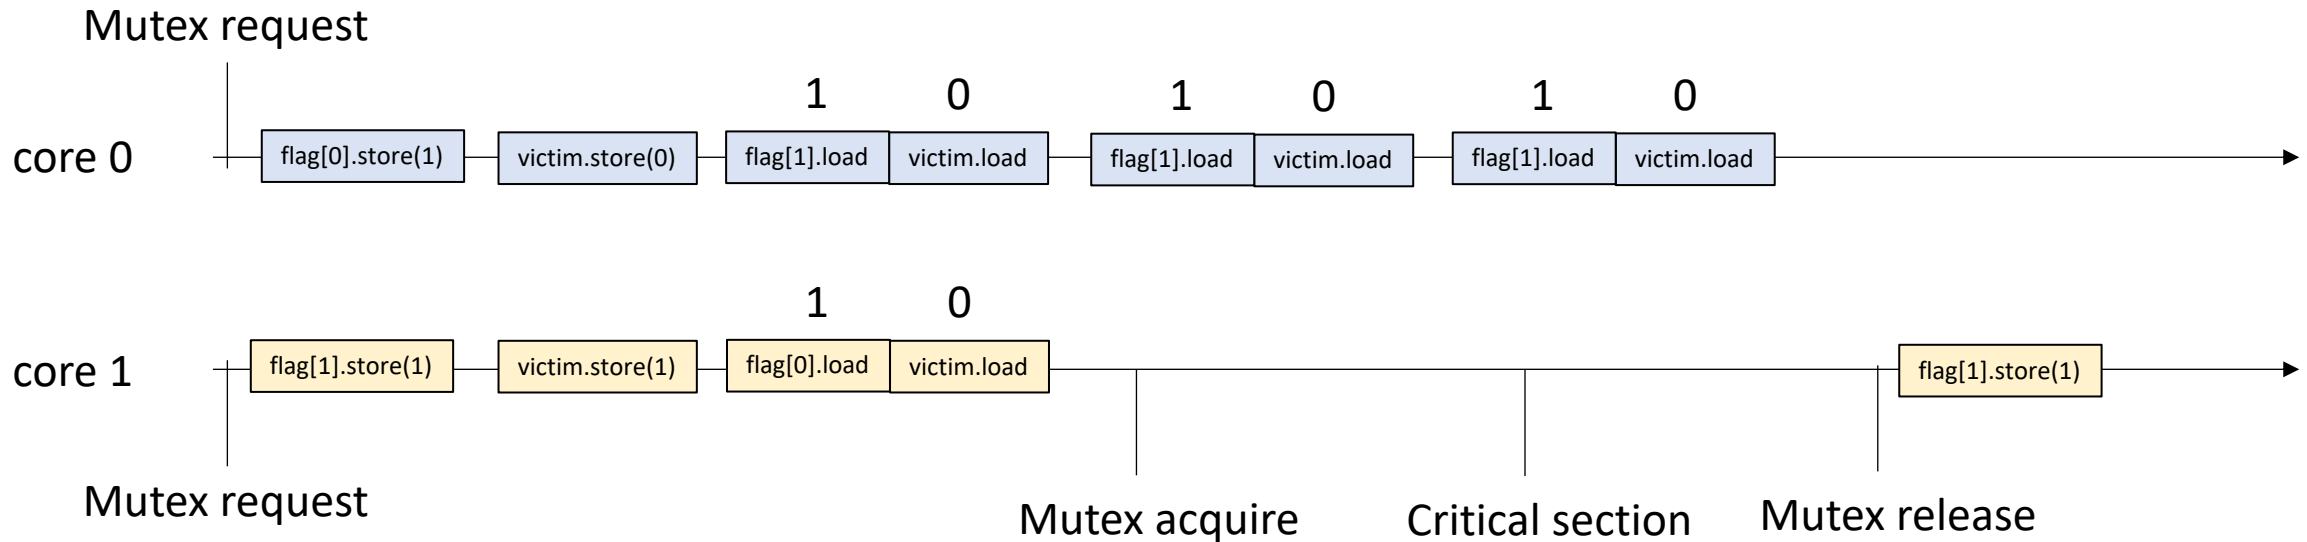 Mutex request
1 0 1 0 1 0
core 0 flag[0].store(1) victim.store(0) flag[1].load victim.load flag[1].load victim.load flag[1].load victim.load
1 0
core 1 flag[1].store(1) victim.store(1) flag[0].load victim.load flag[1].store(1)
Mutex request Mutex acquire Critical section Mutex release